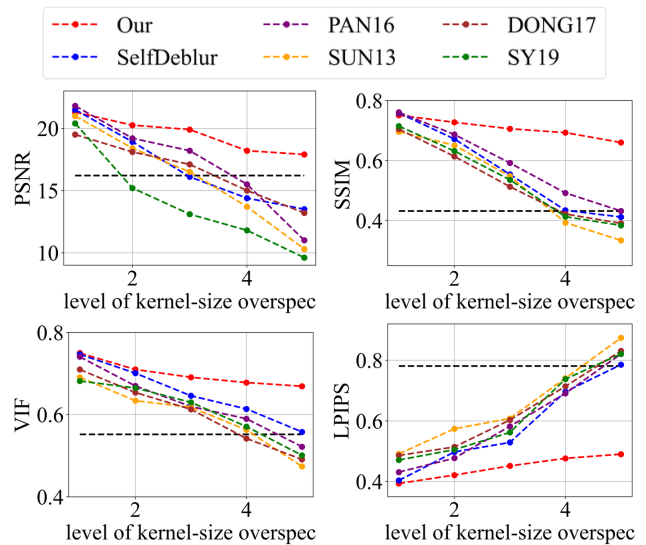 Our PAN16 DONG17
SelfDeblur SUN13 SY19
PSNR
20
15
10
2 4
level of kernel-size overspec
SSIM
0.8
0.6
0.4
2 4
level of kernel-size overspec
VIF
0.8
0.6
0.4
2 4
level of kernel-size overspec
LPIPS
0.8
0.6
0.4
2 4
level of kernel-size overspec